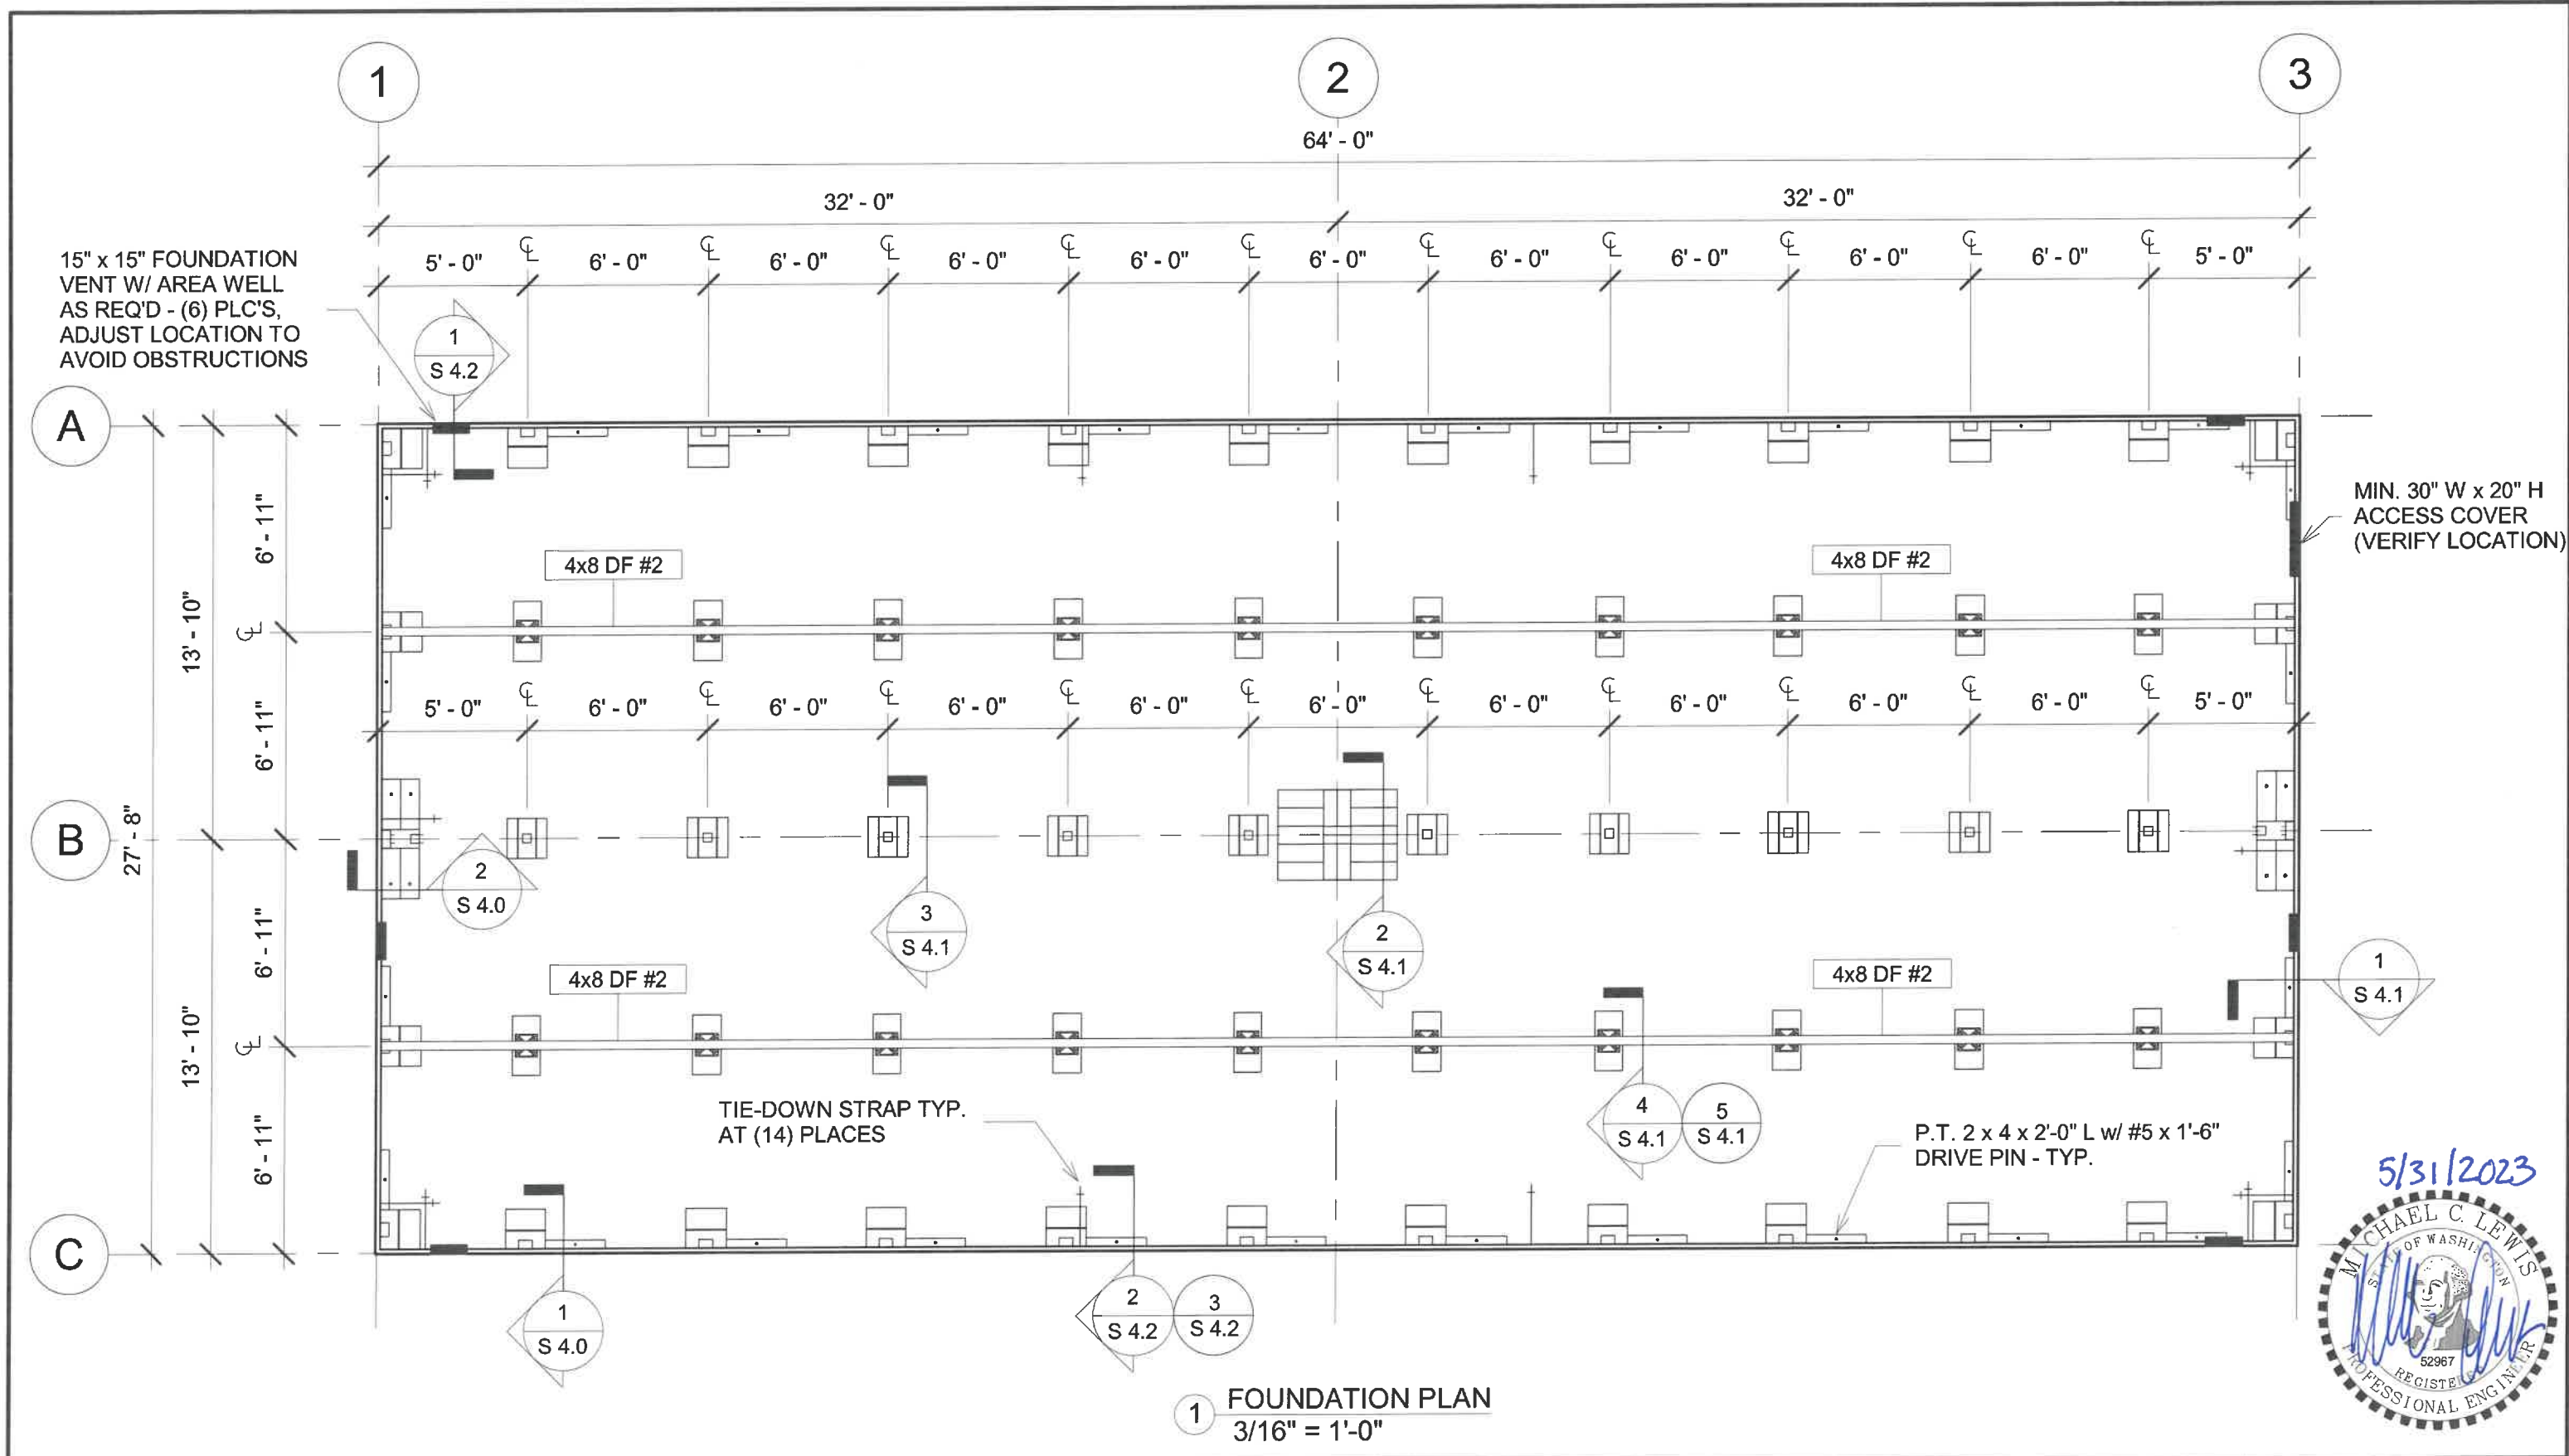 1
2
3
64' - 0"
32' - 0"
32' - 0"
5' - 0" ℄ 6' - 0" ℄ 6' - 0" ℄ 6' - 0" ℄ 6' - 0" ℄ 6' - 0" ℄ 6' - 0" ℄ 6' - 0" ℄ 6' - 0" ℄ 6' - 0" ℄ 5' - 0"
15" x 15" FOUNDATION
VENT W/ AREA WELL
AS REQ'D - (6) PLC'S,
ADJUST LOCATION TO
AVOID OBSTRUCTIONS
1
S 4.2
A
6' - 11"
MIN. 30" W x 20" H
ACCESS COVER
(VERIFY LOCATION)
4x8 DF #2
4x8 DF #2
13' - 10"
℄
6' - 11"
5' - 0" ℄ 6' - 0" ℄ 6' - 0" ℄ 6' - 0" ℄ 6' - 0" ℄ 6' - 0" ℄ 6' - 0" ℄ 6' - 0" ℄ 6' - 0" ℄ 6' - 0" ℄ 5' - 0"
B
27' - 8"
2
S 4.0
3
S 4.1
2
S 4.1
6' - 11"
4x8 DF #2
4x8 DF #2
1
S 4.1
13' - 10"
℄
TIE-DOWN STRAP TYP.
AT (14) PLACES
4
S 4.1
5
S 4.1
P.T. 2 x 4 x 2'-0" L w/ #5 x 1'-6"
DRIVE PIN - TYP.
6' - 11"
C
1
S 4.0
2
S 4.2
3
S 4.2
5/31/2023
MICHAEL C. LEWIS
STATE OF WASHINGTON
52967
REGISTERED
PROFESSIONAL ENGINEER
1 FOUNDATION PLAN
3/16" = 1'-0"